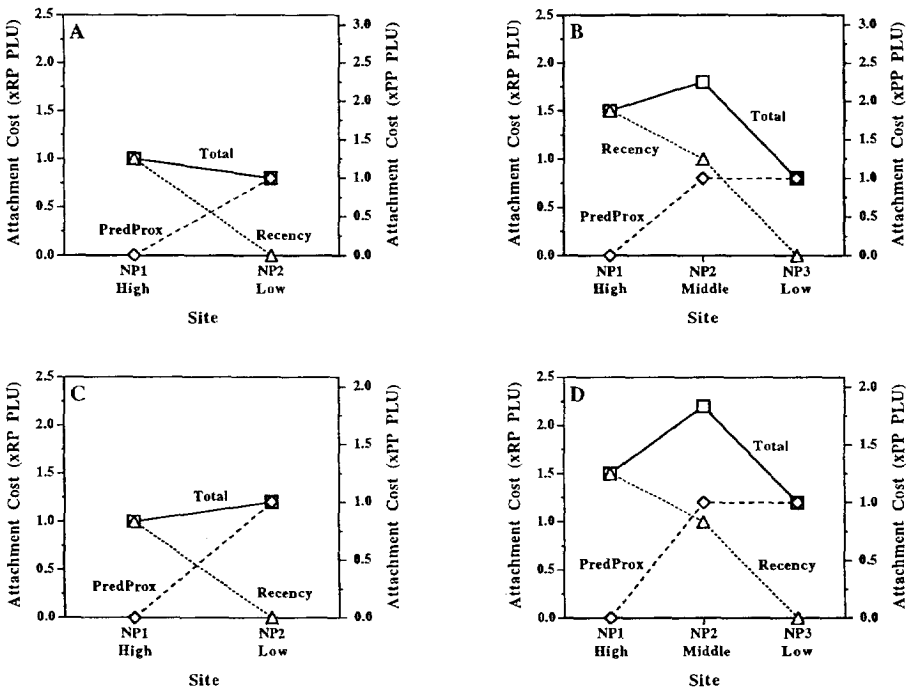 A
2.5
2.0
1.5
1.0
0.5
0.0
Attachment Cost (xRP PLU)
3.0
2.5
2.0
1.5
1.0
0.5
0.0
Attachment Cost (xPP PLU)
Total
PredProx
Recency
NP1 NP2
High Low
Site
B
2.5
2.0
1.5
1.0
0.5
0.0
Attachment Cost (xRP PLU)
3.0
2.5
2.0
1.5
1.0
0.5
0.0
Attachment Cost (xPP PLU)
Total
Recency
PredProx
NP1 NP2 NP3
High Middle Low
Site
C
2.5
2.0
1.5
1.0
0.5
0.0
Attachment Cost (xRP PLU)
2.0
1.5
1.0
0.5
0.0
Attachment Cost (xPP PLU)
Total
PredProx
Recency
NP1 NP2
High Low
Site
D
2.5
2.0
1.5
1.0
0.5
0.0
Attachment Cost (xRP PLU)
2.0
1.5
1.0
0.5
0.0
Attachment Cost (xPP PLU)
Total
PredProx
Recency
NP1 NP2 NP3
High Middle Low
Site